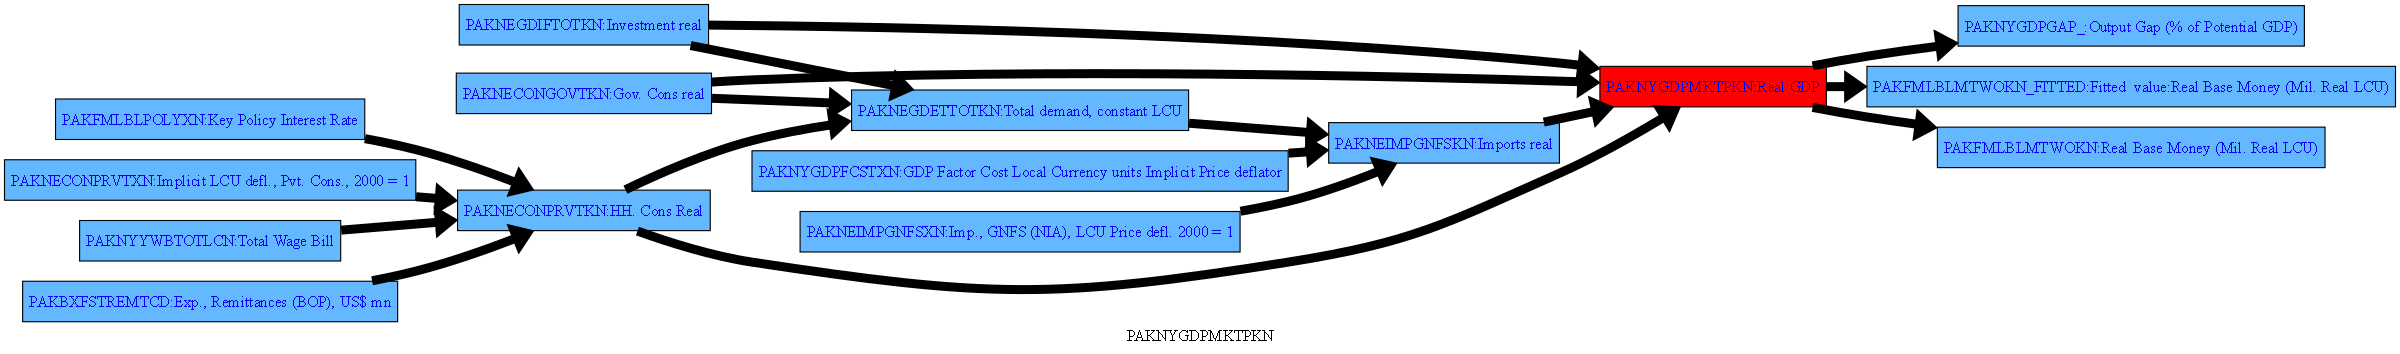 PAKNEGDIFTOTKN:Investment real
PAKNYGDPGAP_:Output Gap (% of Potential GDP)
PAKNECONGOVTKN:Gov. Cons real
PAKNYGDPMKTPKN:Real GDP
PAKFMLBLMTWOKN_FITTED:Fitted value:Real Base Money (Mil. Real LCU)
PAKNEGDETTOTKN:Total demand, constant LCU
PAKFMLBLPOLYXN:Key Policy Interest Rate
PAKNEIMPGNFSKN:Imports real
PAKFMLBLMTWOKN:Real Base Money (Mil. Real LCU)
PAKNYGDPFCSTXN:GDP Factor Cost Local Currency units Implicit Price deflator
PAKNECONPRVTXN:Implicit LCU defl., Pvt. Cons., 2000 = 1
PAKNECONPRVTKN:HH. Cons Real
PAKNEIMPGNFSXN:Imp., GNFS (NIA), LCU Price defl. 2000 = 1
PAKNYYWBTOTLCN:Total Wage Bill
PAKBXFSTREMTCD:Exp., Remittances (BOP), US$ mn
PAKNYGDPMKTPKN